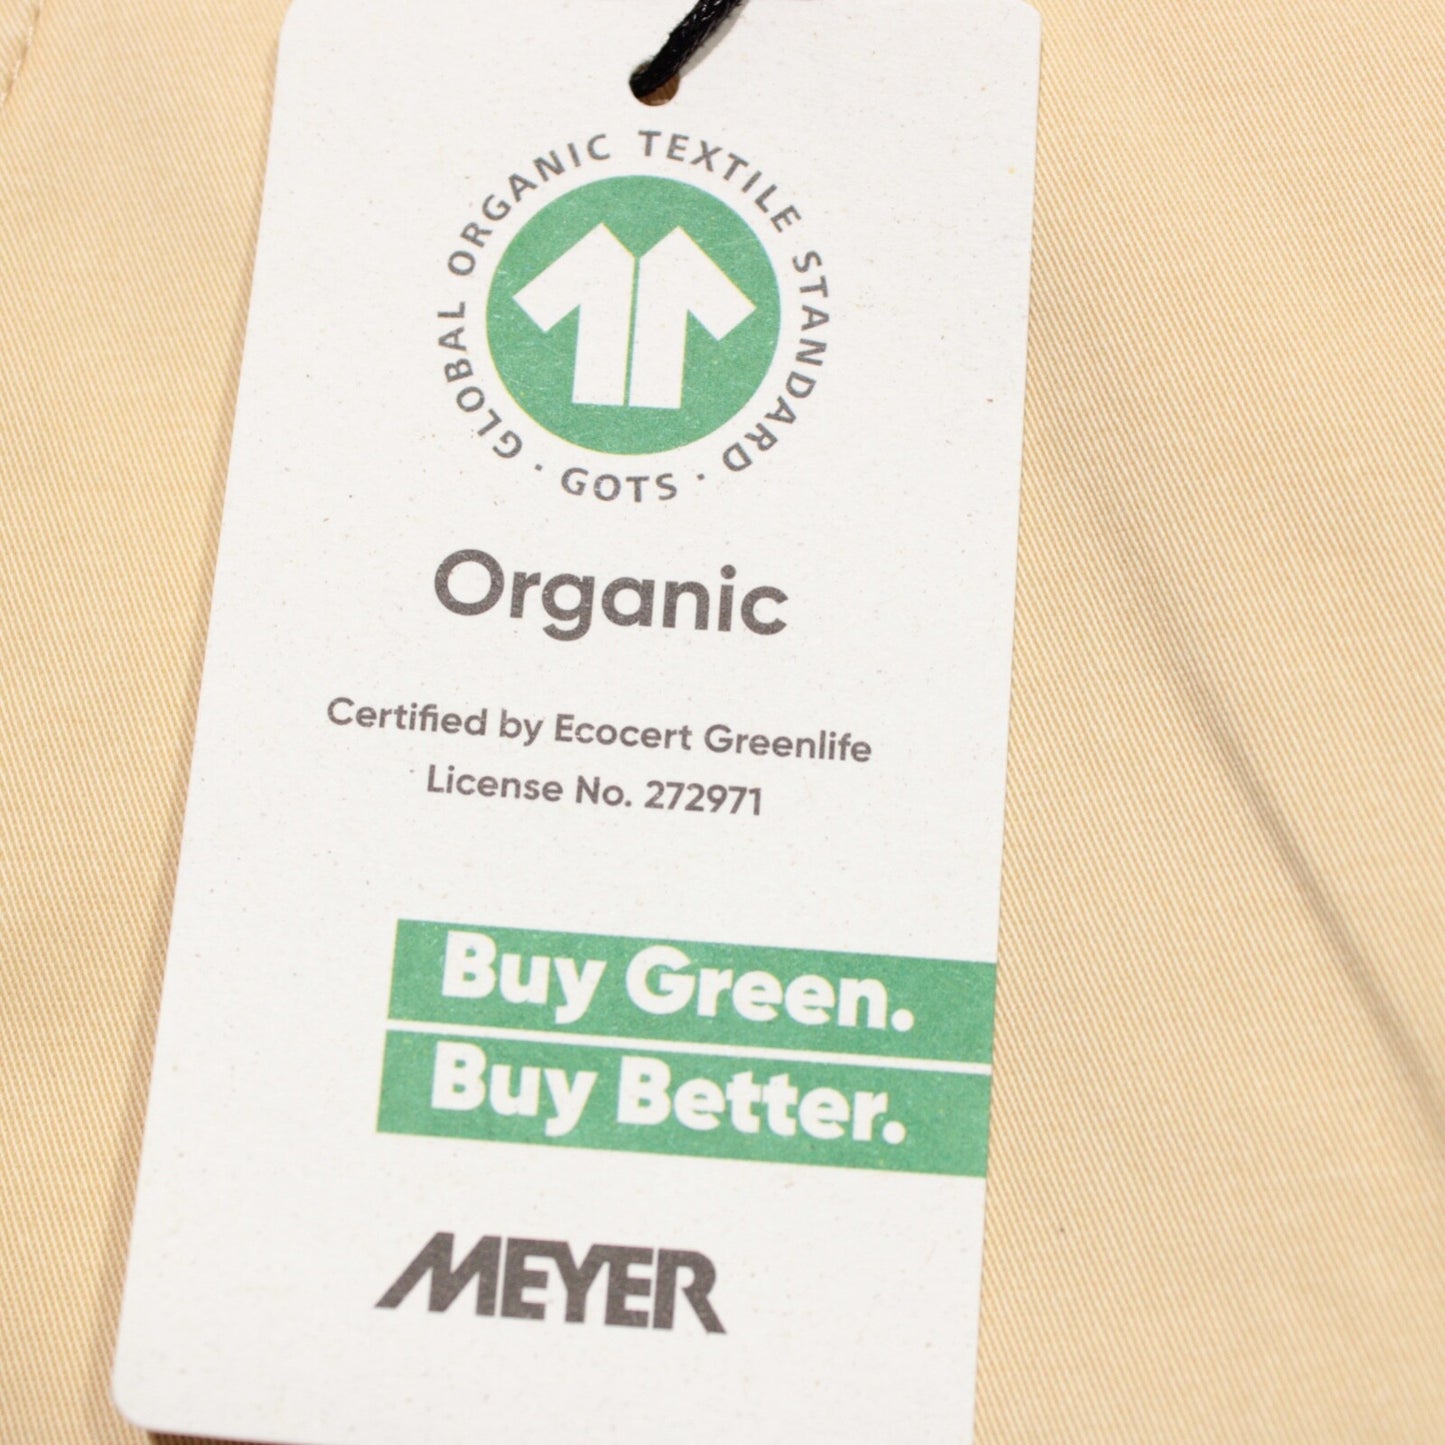 GLOBAL ORGANIC TEXTILE STANDARD · GOTS ·
Organic
Certified by Ecocert Greenlife
License No. 272971
Buy Green.
Buy Better.
MEYER